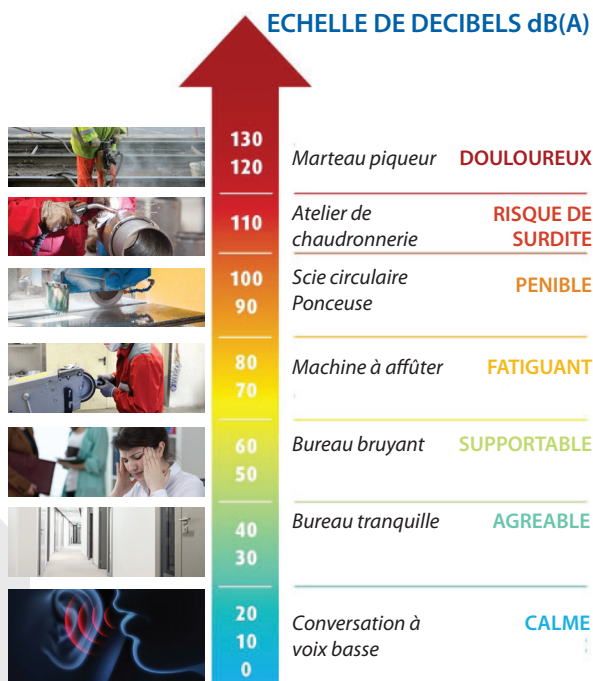 ECHELLE DE DECIBELS dB(A)
130
120
Marteau piqueur DOULOUREUX
110
Atelier de
chaudronnerie
RISQUE DE
SURDITE
100
90
Scie circulaire
Ponceuse
PENIBLE
80
70
Machine à affûter FATIGUANT
60
50
Bureau bruyant SUPPORTABLE
40
30
Bureau tranquille AGREABLE
20
10
0
Conversation à
voix basse
CALME